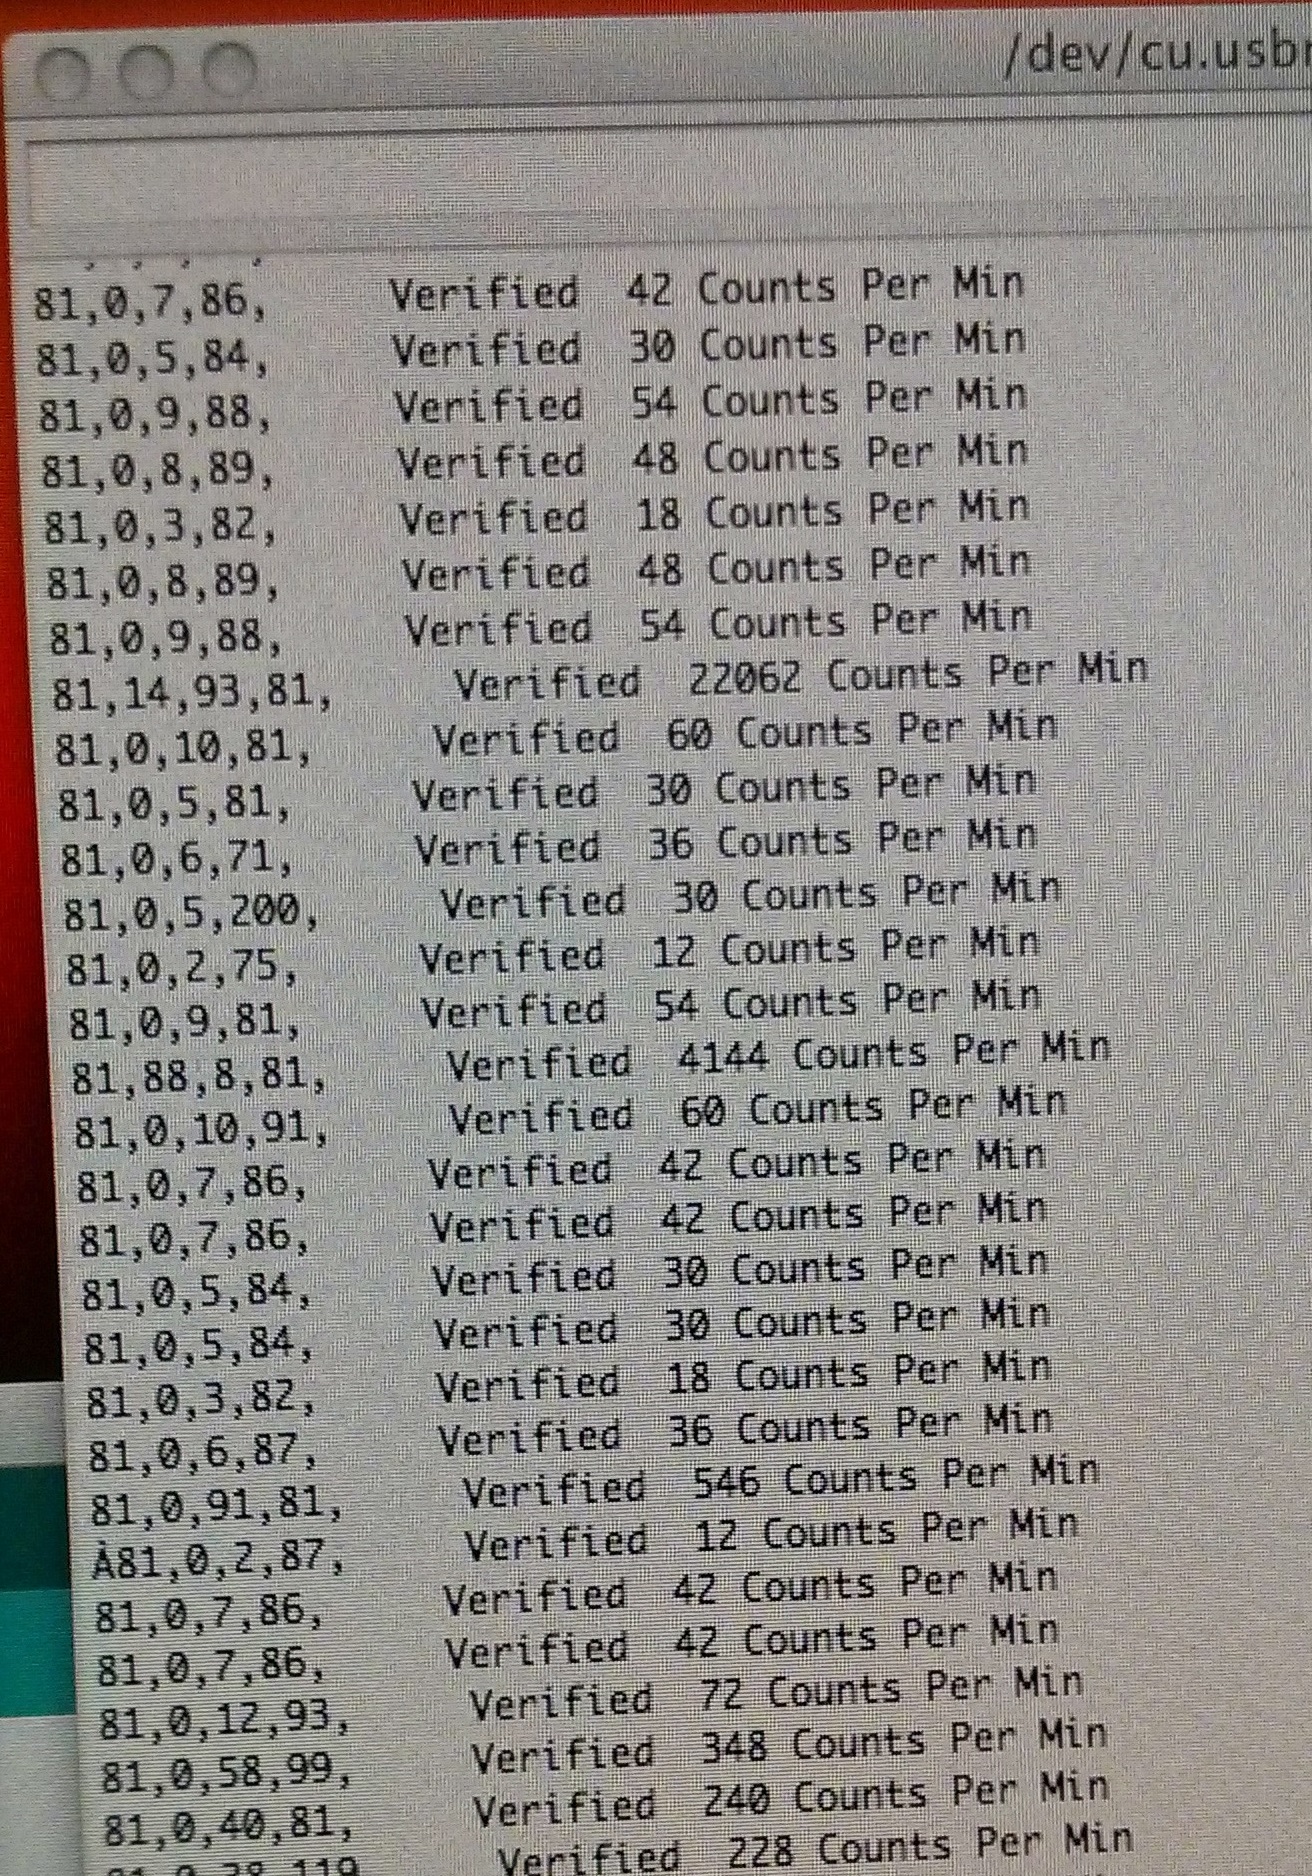 /dev/cu.usb
81,0,7,86, Verified 42 Counts Per Min
81,0,5,84, Verified 30 Counts Per Min
81,0,9,88, Verified 54 Counts Per Min
81,0,8,89, Verified 48 Counts Per Min
81,0,3,82, Verified 18 Counts Per Min
81,0,8,89, Verified 48 Counts Per Min
81,0,9,88, Verified 54 Counts Per Min
81,14,93,81, Verified 22062 Counts Per Min
81,0,10,81, Verified 60 Counts Per Min
81,0,5,81, Verified 30 Counts Per Min
81,0,6,71, Verified 36 Counts Per Min
81,0,5,200, Verified 30 Counts Per Min
81,0,2,75, Verified 12 Counts Per Min
81,0,9,81, Verified 54 Counts Per Min
81,88,8,81, Verified 4144 Counts Per Min
81,0,10,91, Verified 60 Counts Per Min
81,0,7,86, Verified 42 Counts Per Min
81,0,7,86, Verified 42 Counts Per Min
81,0,5,84, Verified 30 Counts Per Min
81,0,5,84, Verified 30 Counts Per Min
81,0,3,82, Verified 18 Counts Per Min
81,0,6,87, Verified 36 Counts Per Min
81,0,91,81, Verified 546 Counts Per Min
À81,0,2,87, Verified 12 Counts Per Min
81,0,7,86, Verified 42 Counts Per Min
81,0,7,86, Verified 42 Counts Per Min
81,0,12,93, Verified 72 Counts Per Min
81,0,58,99, Verified 348 Counts Per Min
81,0,40,81, Verified 240 Counts Per Min
Verified 228 Counts Per Min